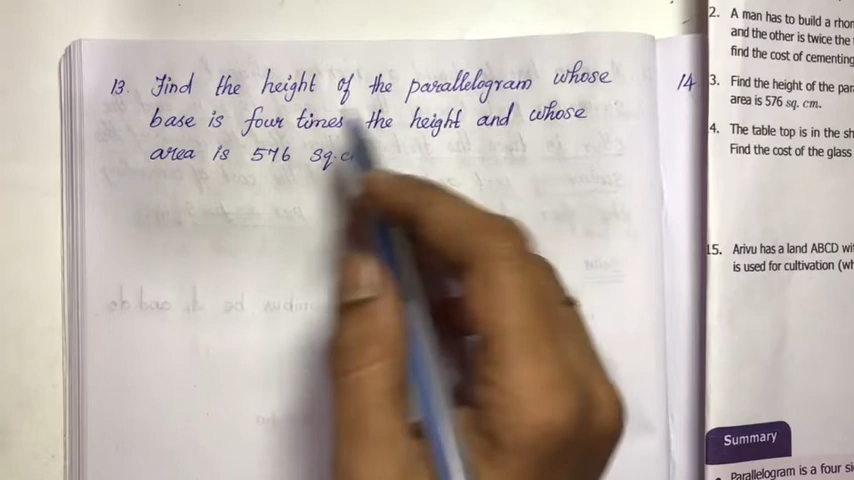 13. Find the height of the parallelogram whose
base is four times the height and whose
area is 576 sq.c
14
2. A man has to build a rhor
and the other is twice the
find the cost of cementing
3. Find the height of the par
area is 576 sq. cm.
4. The table top is in the sh
Find the cost of the glass
15. Arivu has a land ABCD wit
is used for cultivation (wh
Summary
• Parallelogram is a four si